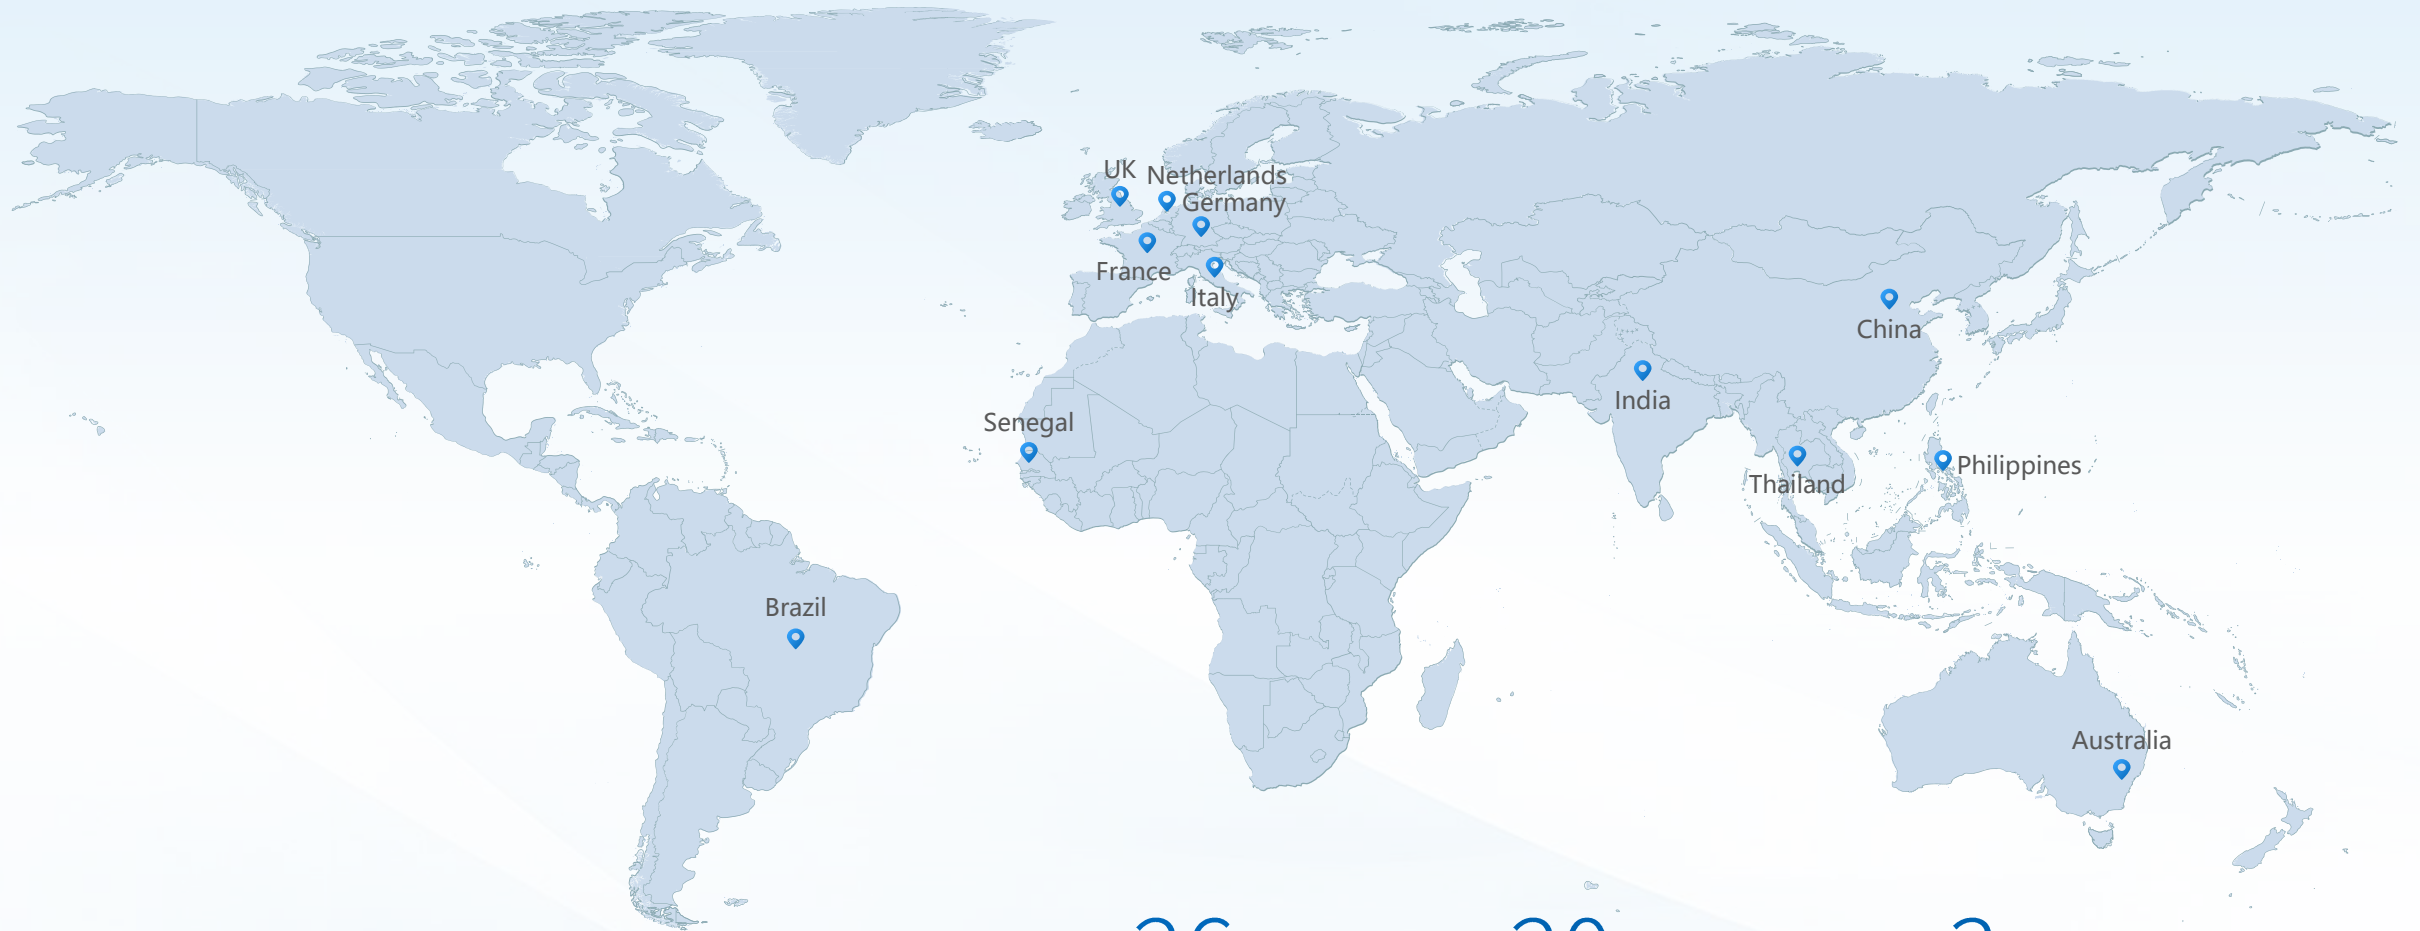 UK
Netherlands
Germany
France
Italy
China
India
Senegal
Philippines
Thailand
Brazil
Australia